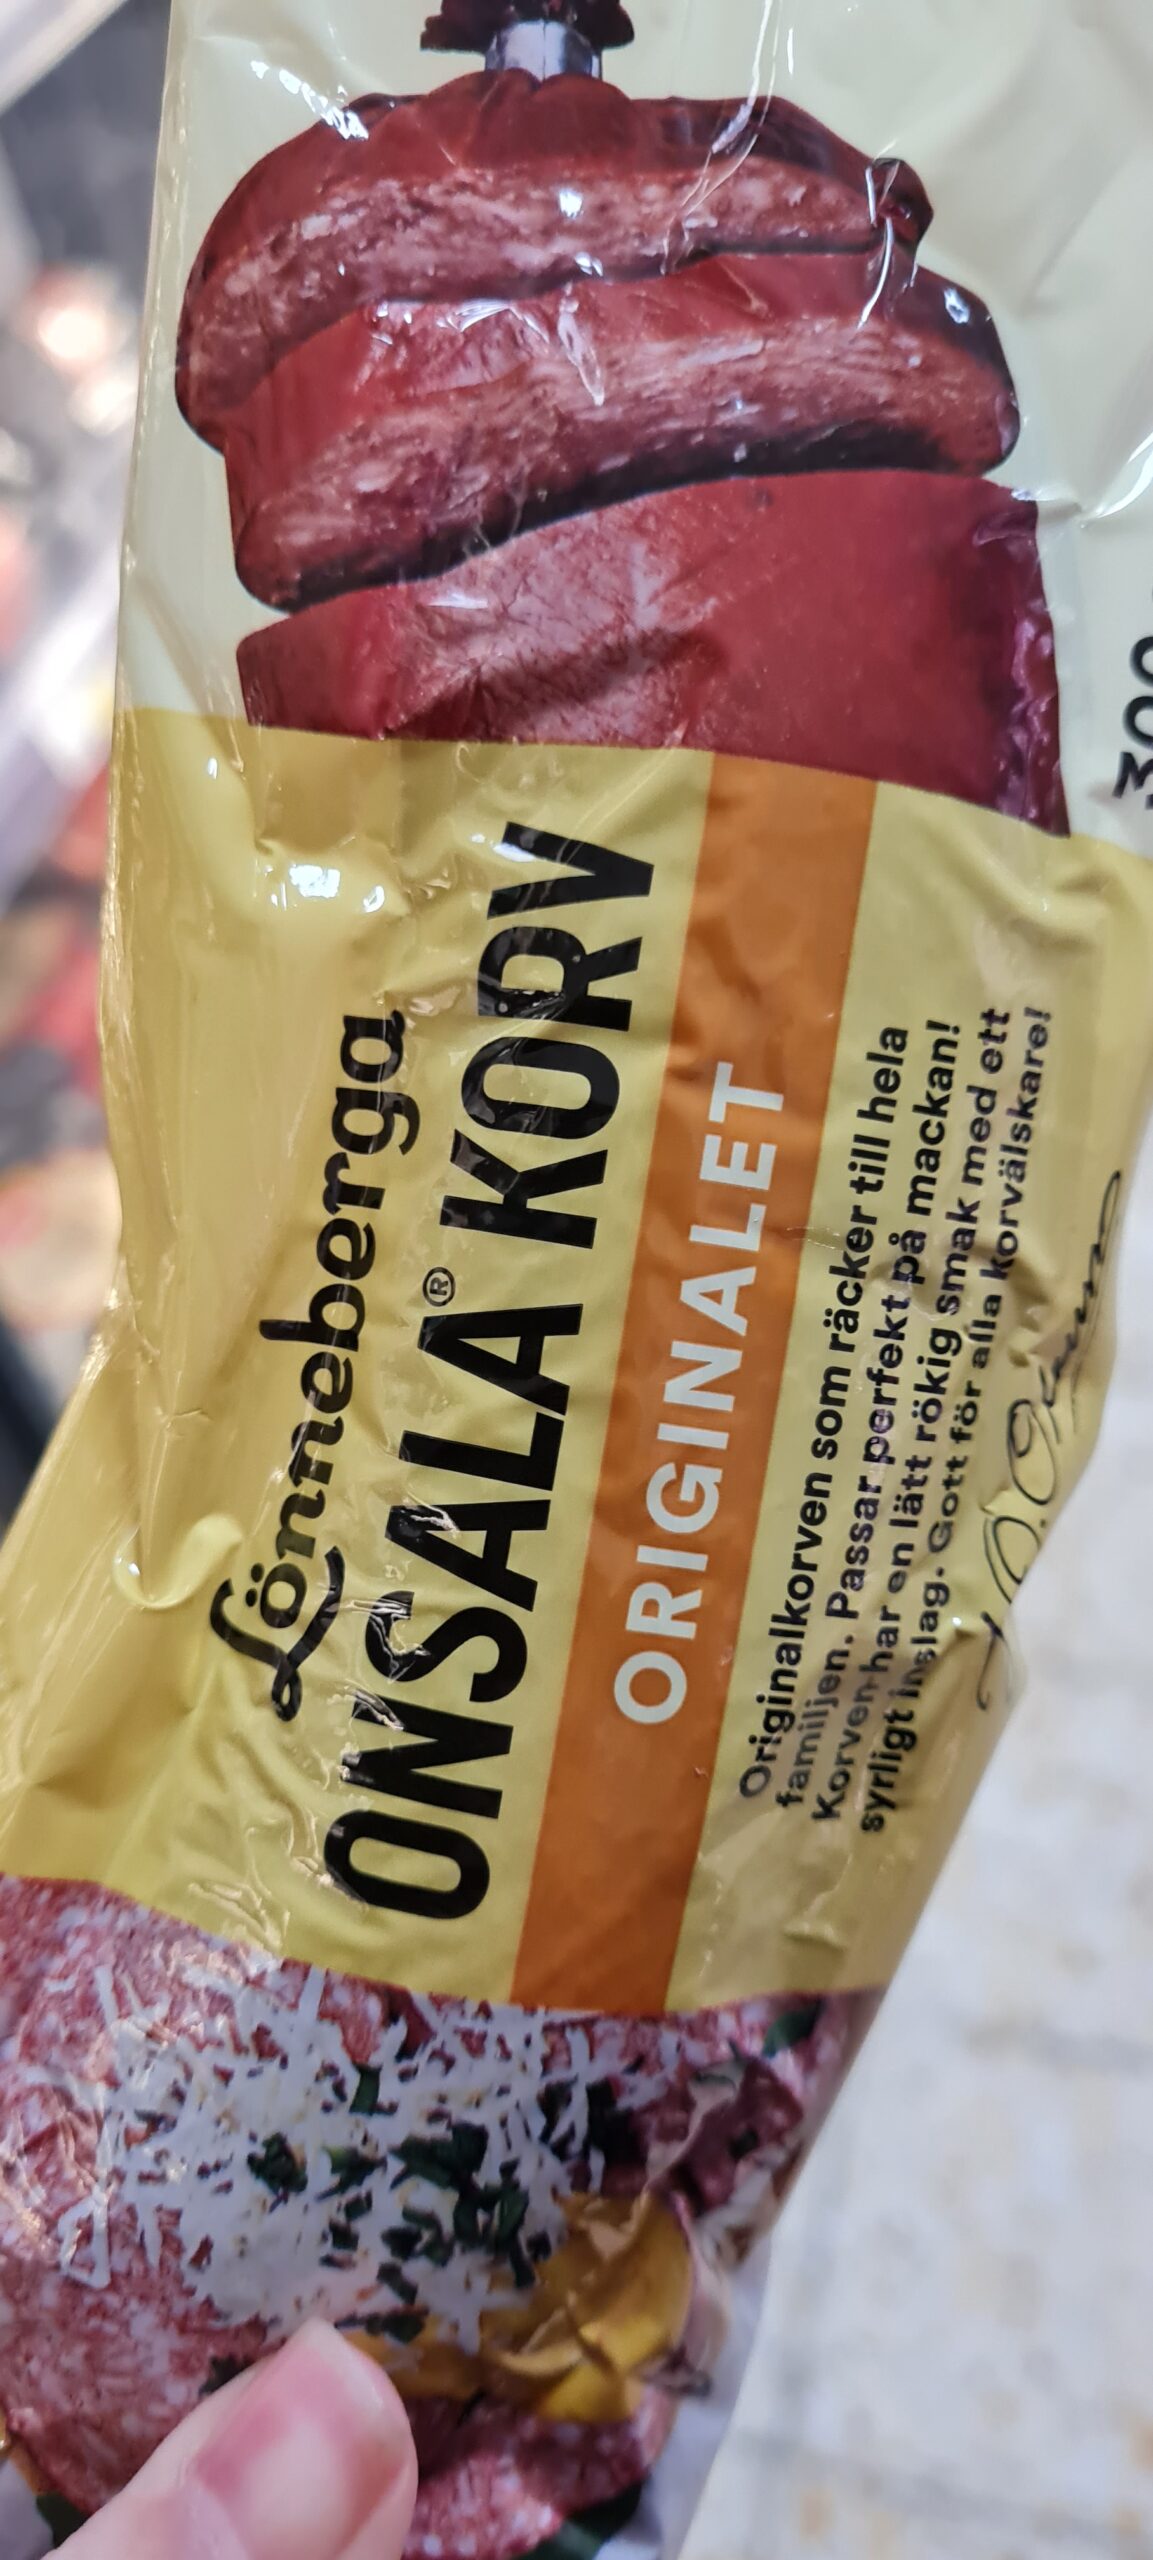 Lönneberga
ONSALA® KORV
ORIGINALET
Originalkorven som räcker till hela
familjen. Passar perfekt på mackan!
Korven har en lätt rökig smak med ett
syrligt inslag. Gott för alla korvälskare!
300